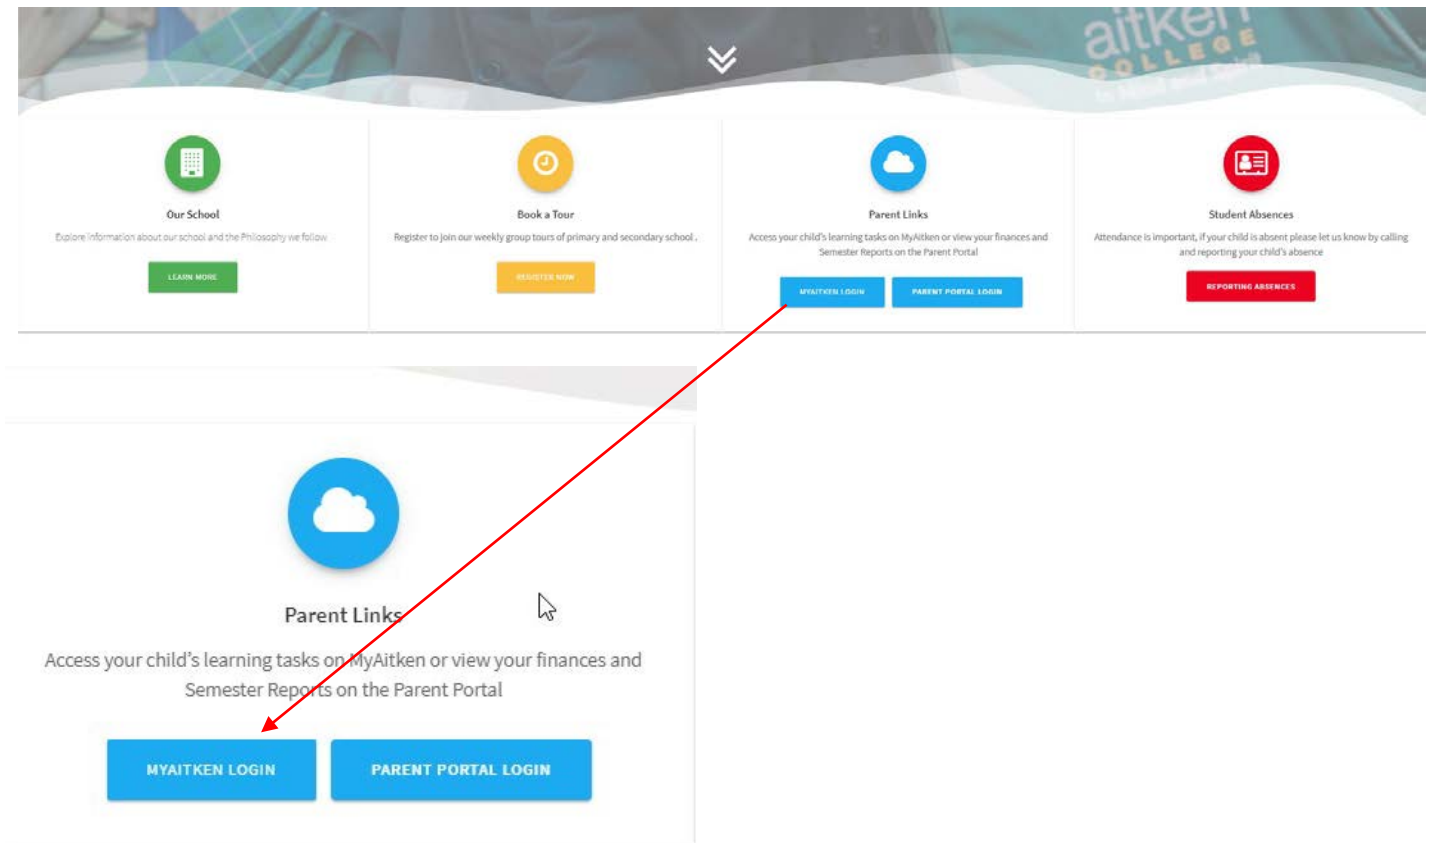 aitken
COLLEGE
Our School
Explore information about our school and the Philosophy we follow
LEARN MORE
Book a Tour
Register to join our weekly group tours of primary and secondary school .
REGISTER NOW
Parent Links
Access your child's learning tasks on MyAitken or view your finances and
Semester Reports on the Parent Portal
MYAITKEN LOGIN
PARENT PORTAL LOGIN
Student Absences
Attendance is important, if your child is absent please let us know by calling
and reporting your child's absence
REPORTING ABSENCES
Parent Links
Access your child's learning tasks on MyAitken or view your finances and
Semester Reports on the Parent Portal
MYAITKEN LOGIN
PARENT PORTAL LOGIN